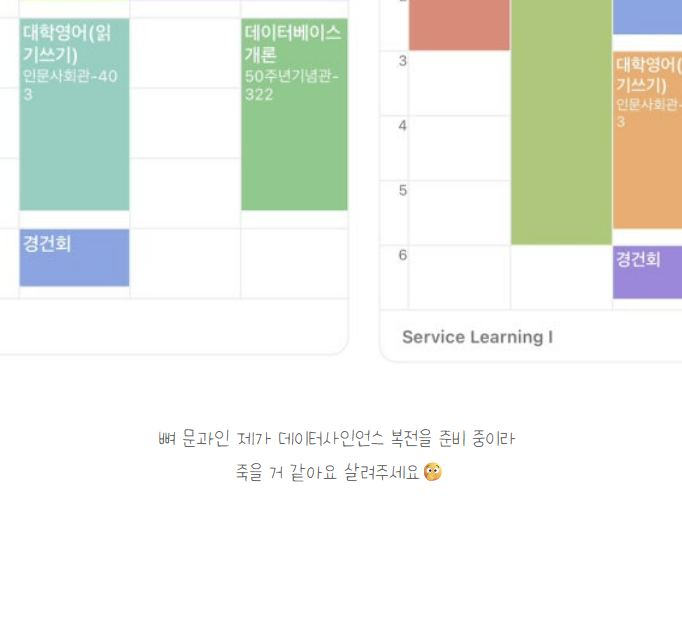 대학영어(읽
기쓰기)
인문사회관-40
3
데이터베이스
개론
50주년기념관-
322
경건회
3
4
5
6
대학영어(
기쓰기)
인문사회관-
3
경건회
Service Learning I
뼈 문과인 제가 데이터사인언스 복전을 준비 중이라
죽을 거 같아요 살려주세요🫣